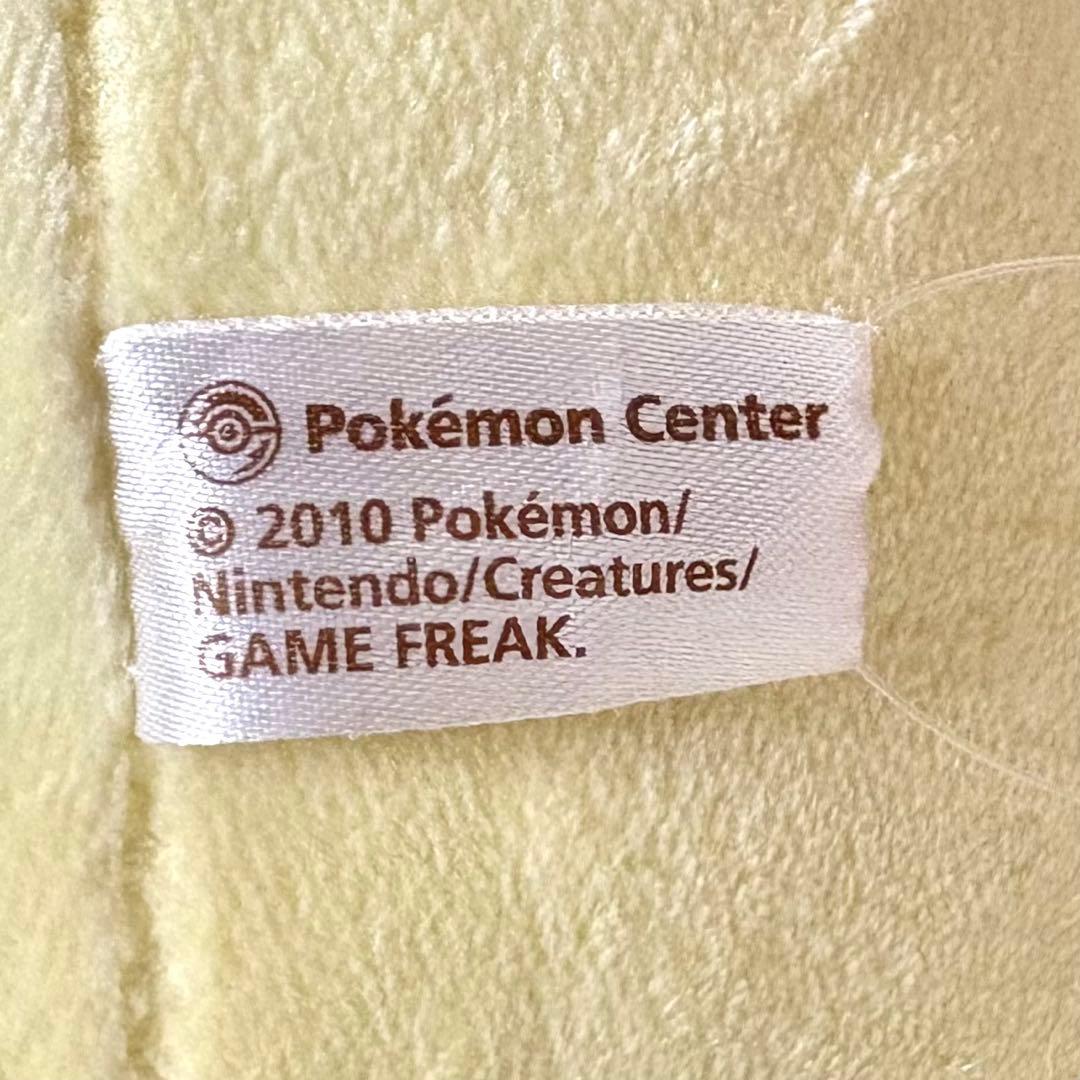 Pokémon Center
© 2010 Pokémon/
Nintendo/Creatures/
GAME FREAK.